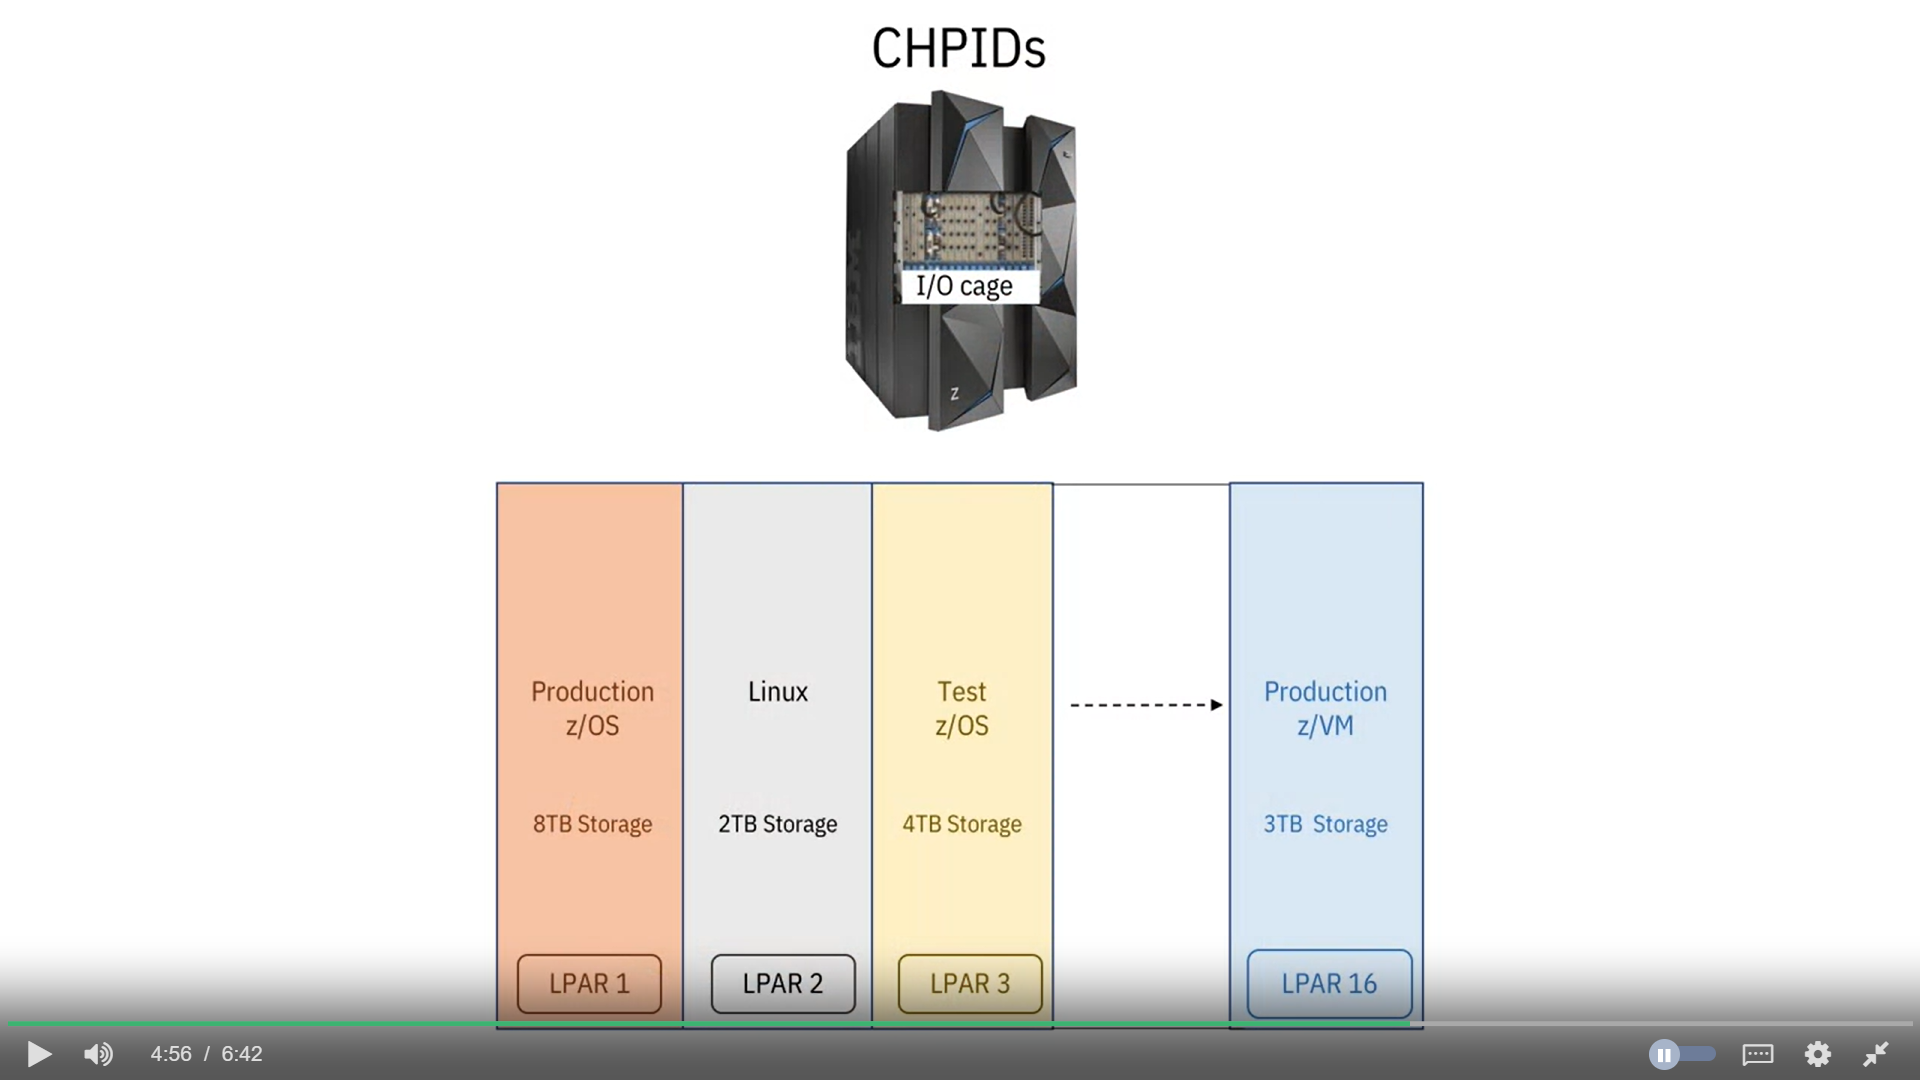 CHPIDs
I/O cage
z
Production
z/OS
8TB Storage
LPAR 1
Linux
2TB Storage
LPAR 2
Test
z/OS
4TB Storage
LPAR 3
Production
z/VM
3TB Storage
LPAR 16
4:56 / 6:42